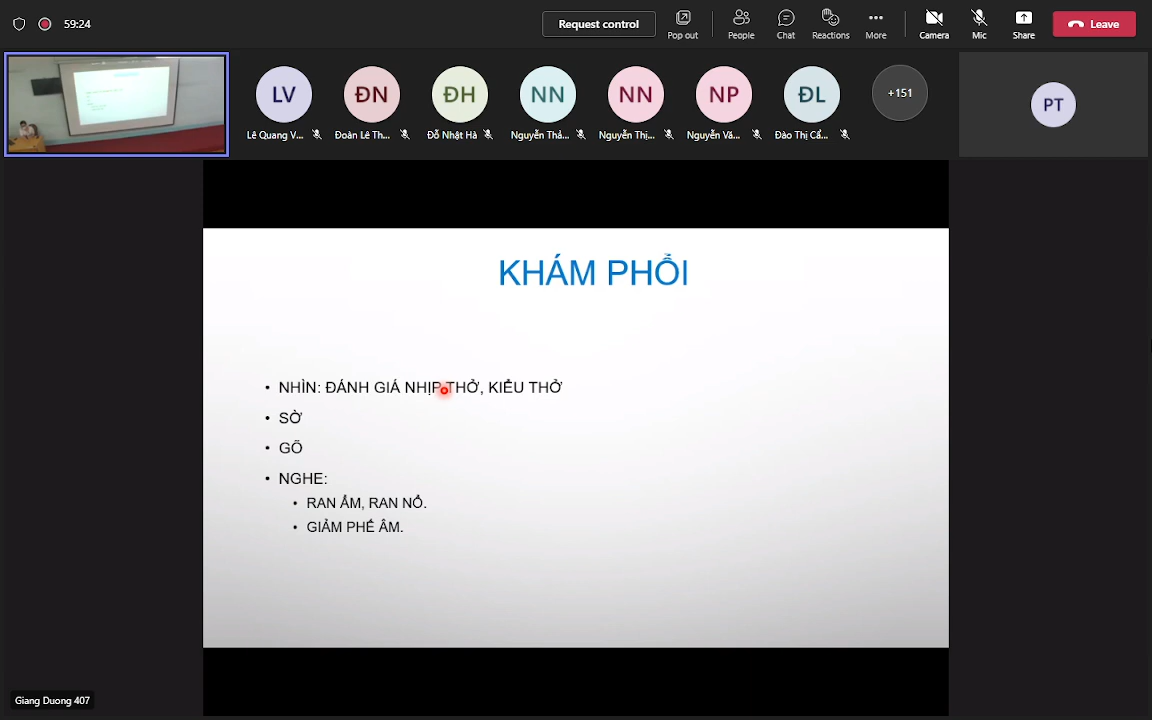 59:24
Request control
Pop out
People
Chat
Reactions
More
Camera
Mic
Share
Leave
LV
ĐN
ĐH
NN
NN
NP
ĐL
+151
PT
Lê Quang V...
Đoàn Lê Th...
Đỗ Nhật Hà
Nguyễn Thả...
Nguyễn Thị...
Nguyễn Vă...
Đào Thị Cẩ...
KHÁM PHỔI
• NHÌN: ĐÁNH GIÁ NHỊP THỞ, KIỂU THỞ
• SỜ
• GÕ
• NGHE:
• RAN ẨM, RAN NỔ.
• GIẢM PHẾ ÂM.
Giang Duong 407